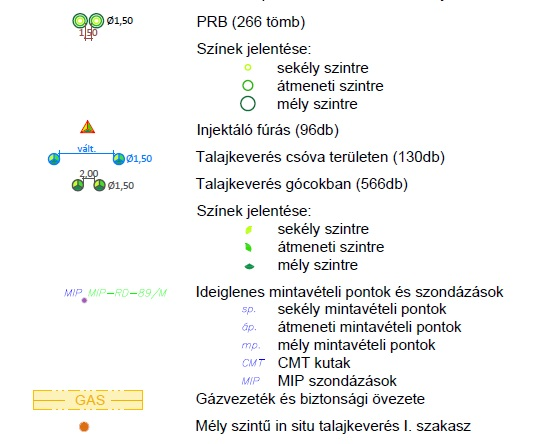 Ø1,50 PRB (266 tömb)
1,50
Színek jelentése:
sekély szintre
átmeneti szintre
mély szintre
Injektáló fúrás (96db)
vált.
Ø1,50 Talajkeverés csóva területen (130db)
2,00
Ø1,50 Talajkeverés gócokban (566db)
Színek jelentése:
sekély szintre
átmeneti szintre
mély szintre
MIP MIP-RD-89/M Ideiglenes mintavételi pontok és szondázások
sp. sekély mintavételi pontok
áp. átmeneti mintavételi pontok
mp. mély mintavételi pontok
CMT CMT kutak
MIP MIP szondázások
GAS Gázvezeték és biztonsági övezete
Mély szintű in situ talajkeverés I. szakasz